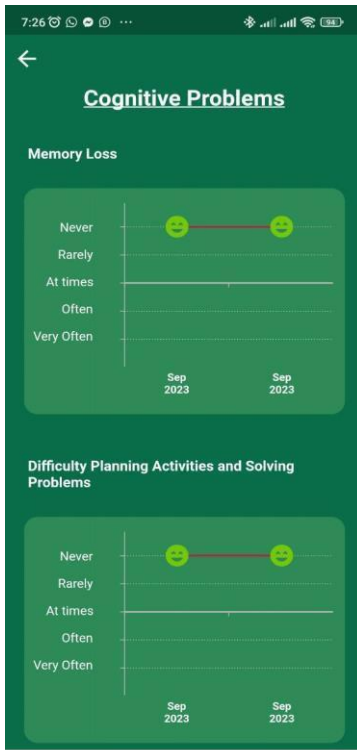 7:26 ...
94
Cognitive Problems
Memory Loss
Never
Rarely
At times
Often
Very Often
Sep
2023
Sep
2023
Difficulty Planning Activities and Solving
Problems
Never
Rarely
At times
Often
Very Often
Sep
2023
Sep
2023